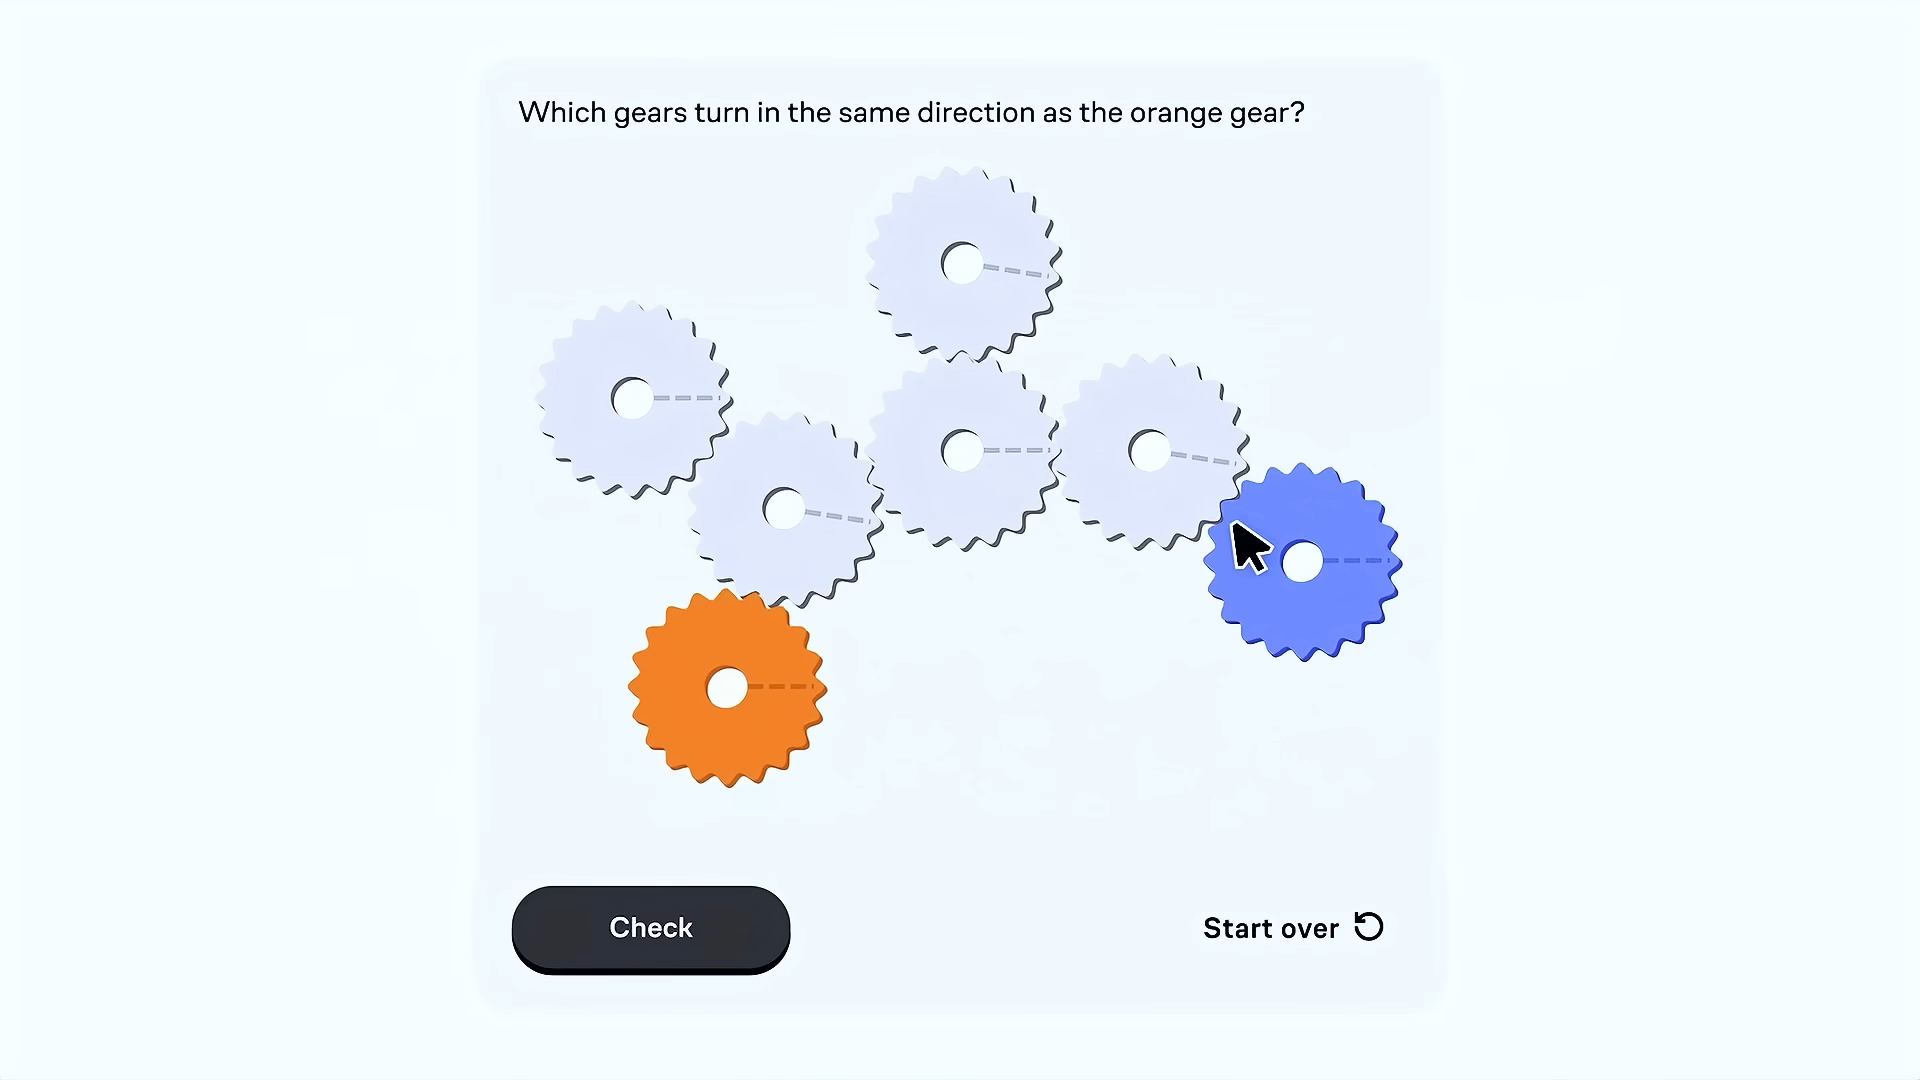 Which gears turn in the same direction as the orange gear?
Check
Start over